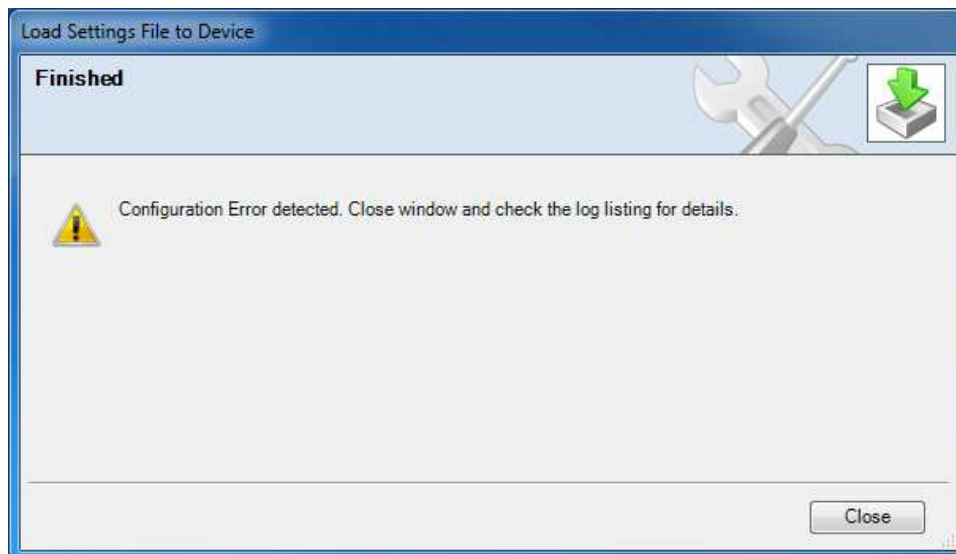 Load Settings File to Device
Finished
Configuration Error detected. Close window and check the log listing for details.
Close